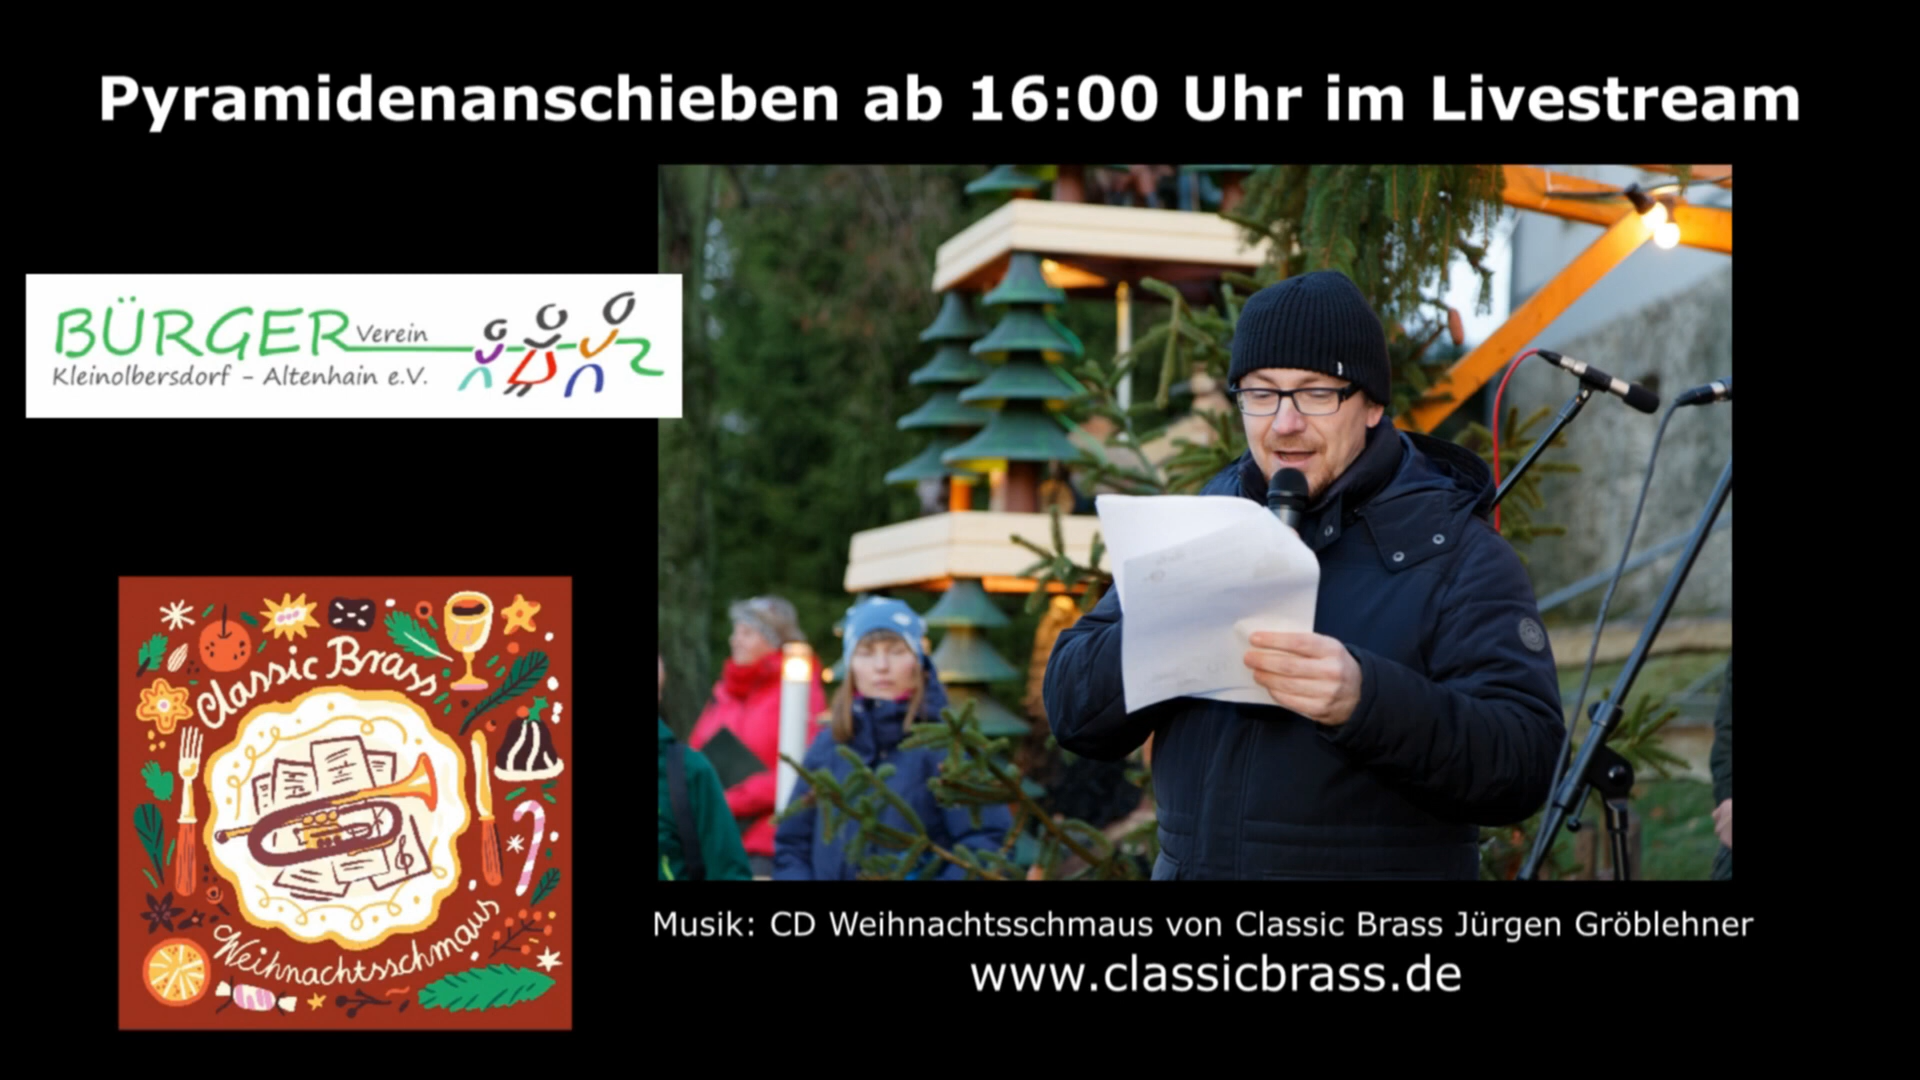 Pyramidenanschieben ab 16:00 Uhr im Livestream
BÜRGER Verein
Kleinolbersdorf - Altenhain e.V.
Classic Brass
Weihnachtsschmaus
Musik: CD Weihnachtsschmaus von Classic Brass Jürgen Gröblehner
www.classicbrass.de